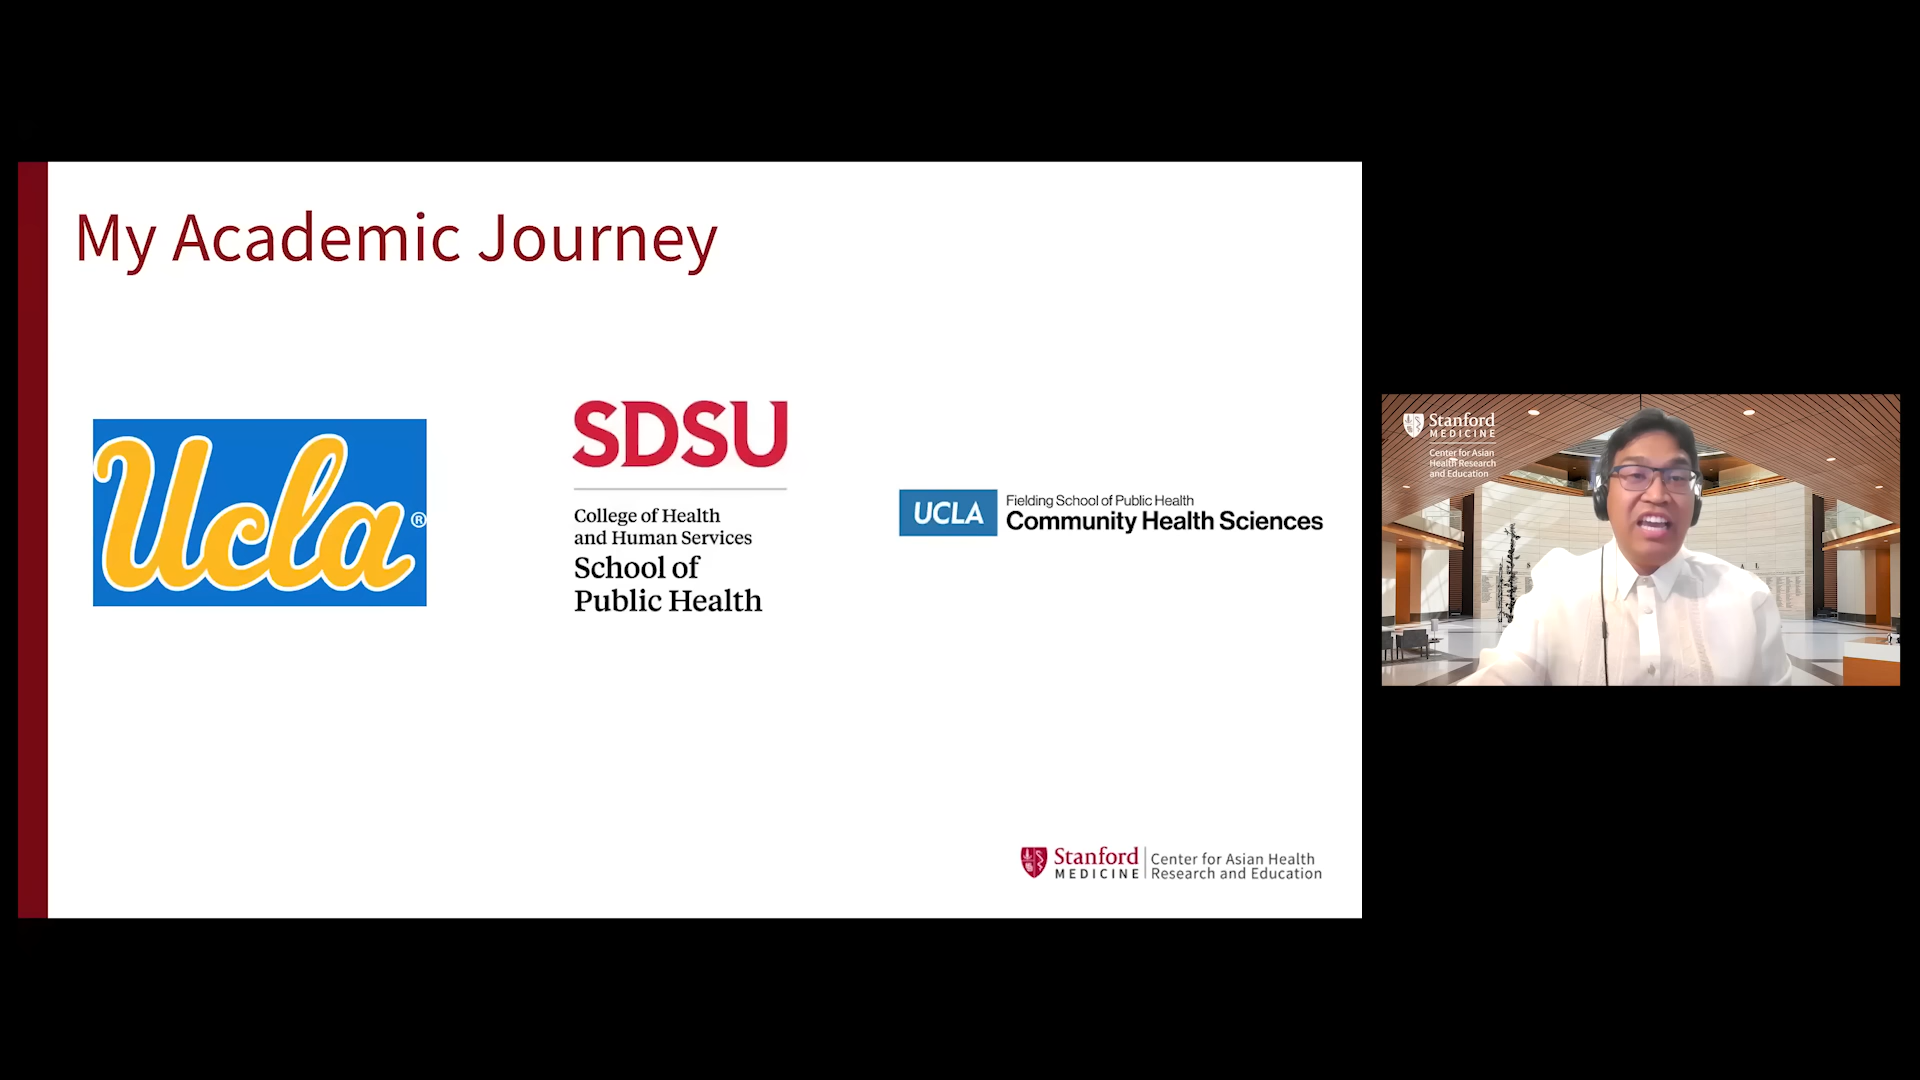 My Academic Journey
Ucla®
SDSU
College of Health
and Human Services
School of
Public Health
UCLA
Fielding School of Public Health
Community Health Sciences
Stanford
MEDICINE
Center for Asian Health
Research and Education
Stanford
MEDICINE
Center for Asian
Health Research
and Education